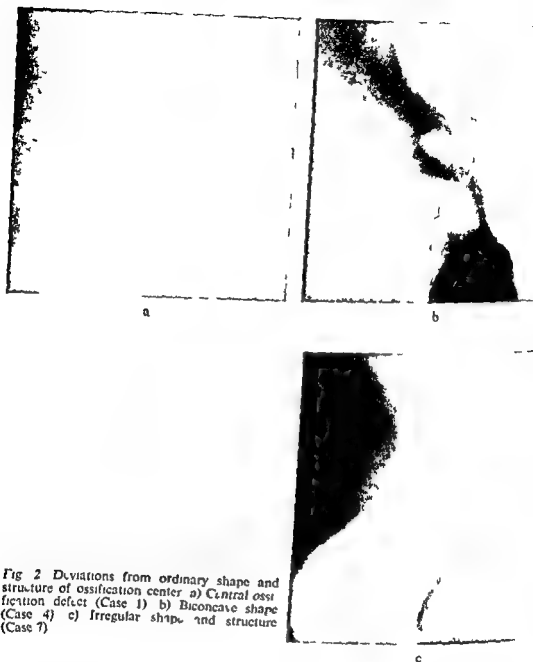 a
b
Fig 2 Deviations from ordinary shape and
structure of ossification center a) Central ossi
fication defect (Case 1) b) Biconcave shape
(Case 4) c) Irregular shape and structure
(Case 7)
c